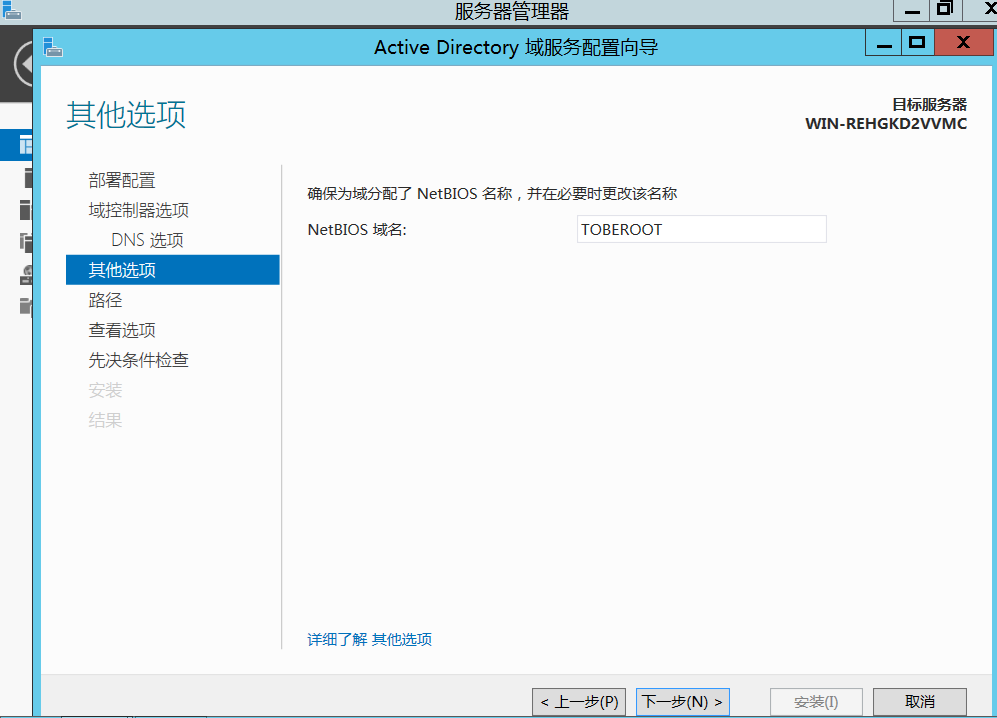 服务器管理器
Active Directory 域服务配置向导
其他选项
目标服务器
WIN-REHGKD2VVMC
部署配置
域控制器选项
DNS 选项
其他选项
路径
查看选项
先决条件检查
安装
结果
确保为域分配了 NetBIOS 名称，并在必要时更改该名称
NetBIOS 域名: TOBEROOT
详细了解 其他选项
< 上一步(P) 下一步(N) > 安装(I) 取消